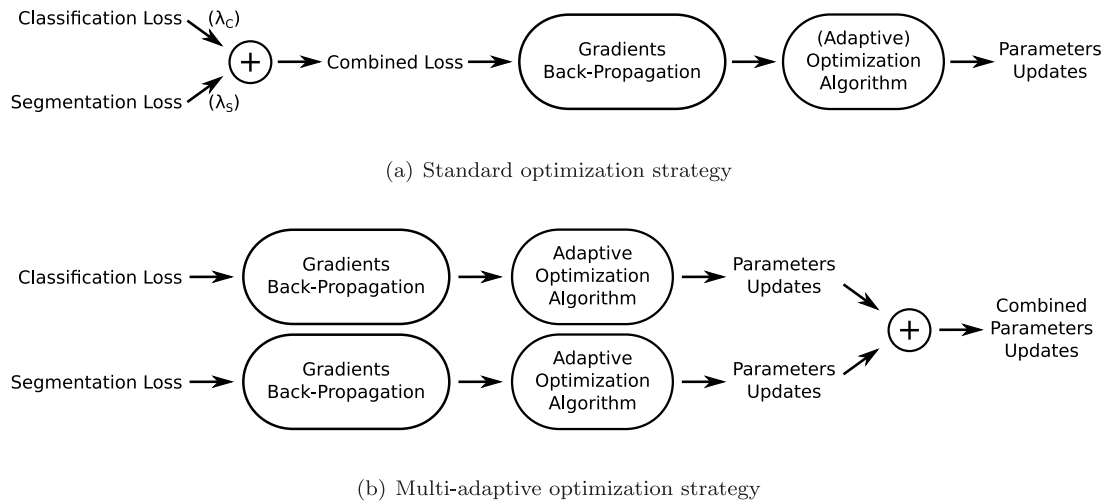 Classification Loss
(λC)
+
Segmentation Loss
(λS)
Combined Loss
Gradients
Back-Propagation
(Adaptive)
Optimization
Algorithm
Parameters
Updates
(a) Standard optimization strategy
Classification Loss
Gradients
Back-Propagation
Adaptive
Optimization
Algorithm
Parameters
Updates
Segmentation Loss
Gradients
Back-Propagation
Adaptive
Optimization
Algorithm
Parameters
Updates
+
Combined
Parameters
Updates
(b) Multi-adaptive optimization strategy